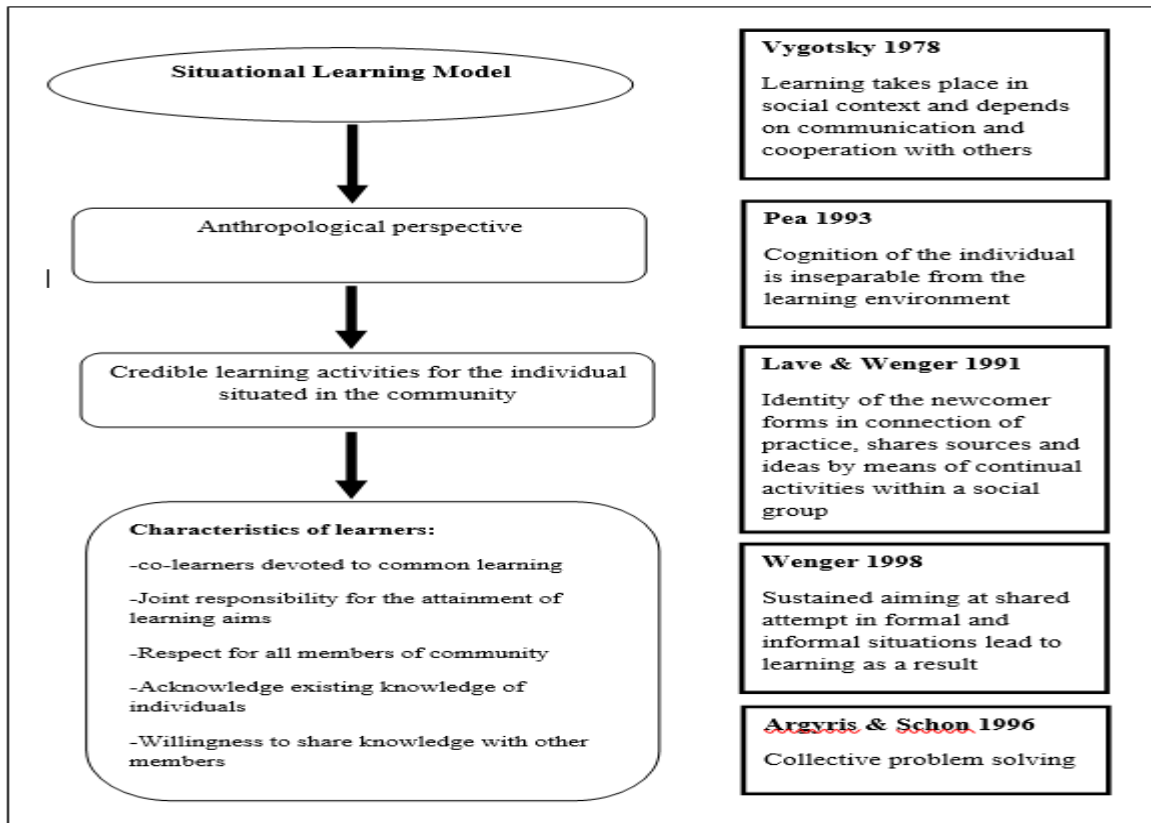 Situational Learning Model
Anthropological perspective
Credible learning activities for the individual
situated in the community
Characteristics of learners:
-co-learners devoted to common learning
-Joint responsibility for the attainment of
learning aims
-Respect for all members of community
-Acknowledge existing knowledge of
individuals
-Willingness to share knowledge with other
members
Vygotsky 1978
Learning takes place in
social context and depends
on communication and
cooperation with others
Pea 1993
Cognition of the individual
is inseparable from the
learning environment
Lave & Wenger 1991
Identity of the newcomer
forms in connection of
practice, shares sources and
ideas by means of continual
activities within a social
group
Wenger 1998
Sustained aiming at shared
attempt in formal and
informal situations lead to
learning as a result
Argyris & Schon 1996
Collective problem solving